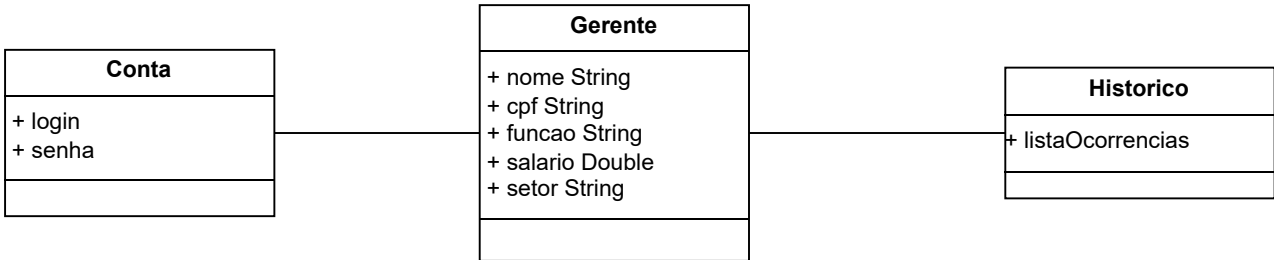 Conta
+ login
+ senha
Gerente
+ nome String
+ cpf String
+ funcao String
+ salario Double
+ setor String
Historico
+ listaOcorrencias